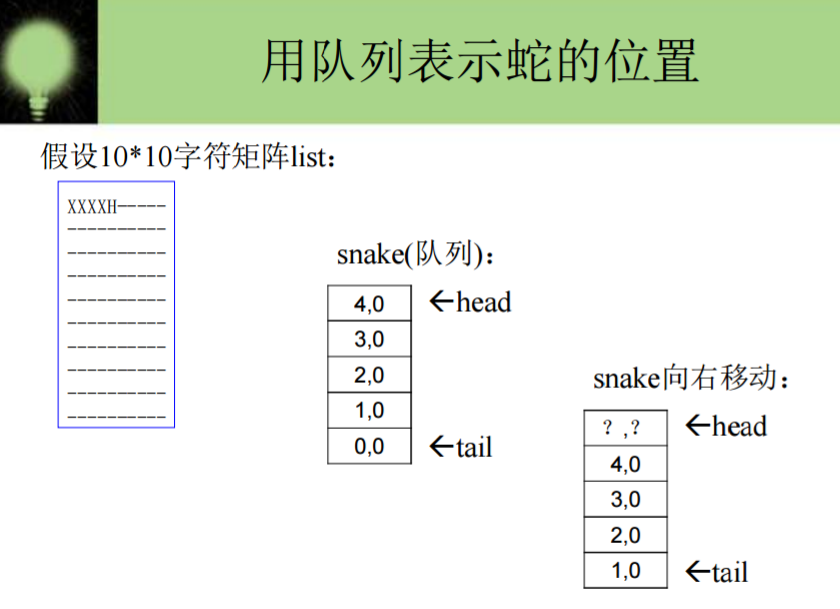 用队列表示蛇的位置
假设10*10字符矩阵list：
XXXXH-----
----------
----------
----------
----------
----------
----------
----------
----------
----------
snake(队列)：
4,0 ←head
3,0
2,0
1,0
0,0 ←tail
snake向右移动：
？,？ ←head
4,0
3,0
2,0
1,0 ←tail